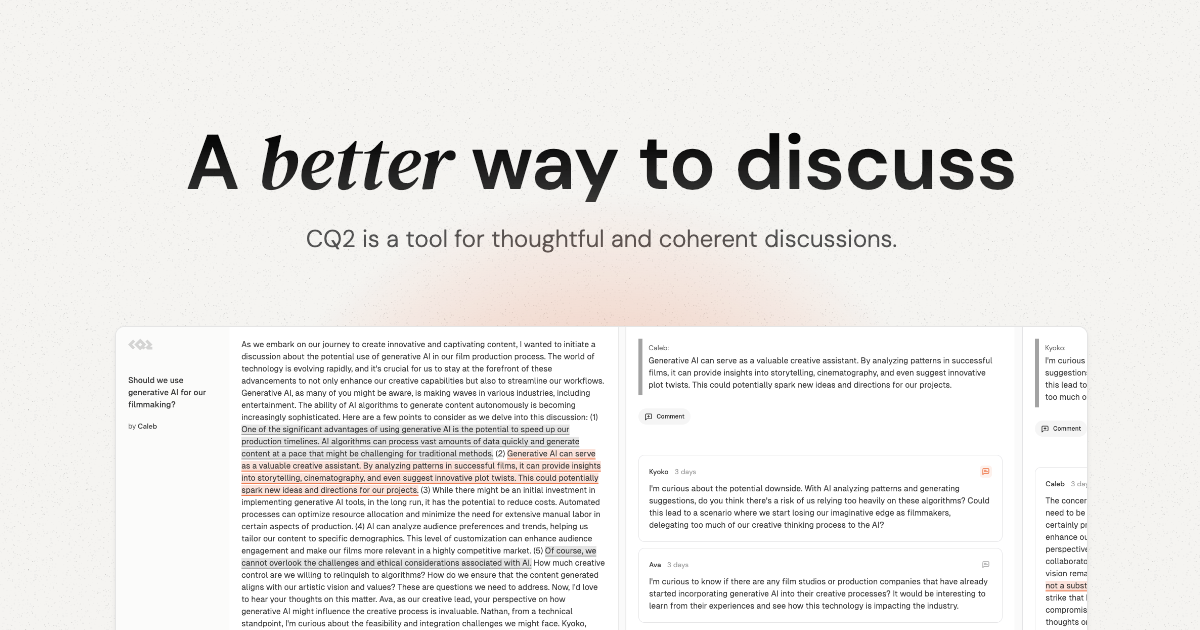 A better way to discuss
CQ2 is a tool for thoughtful and coherent discussions.
CQ2
Should we use
generative AI for our
filmmaking?
by Caleb
As we embark on our journey to create innovative and captivating content, I wanted to initiate a
discussion about the potential use of generative AI in our film production process. The world of
technology is evolving rapidly, and it's crucial for us to stay at the forefront of these
advancements to not only enhance our creative capabilities but also to streamline our workflows.
Generative AI, as many of you might be aware, is making waves in various industries, including
entertainment. The ability of AI algorithms to generate content autonomously is becoming
increasingly sophisticated. Here are a few points to consider as we delve into this discussion: (1)
One of the significant advantages of using generative AI is the potential to speed up our
production timelines. AI algorithms can process vast amounts of data quickly and generate
content at a pace that might be challenging for traditional methods. (2) Generative AI can serve
as a valuable creative assistant. By analyzing patterns in successful films, it can provide insights
into storytelling, cinematography, and even suggest innovative plot twists. This could potentially
spark new ideas and directions for our projects. (3) While there might be an initial investment in
implementing generative AI tools, in the long run, it has the potential to reduce costs. Automated
processes can optimize resource allocation and minimize the need for extensive manual labor in
certain aspects of production. (4) AI can analyze audience preferences and trends, helping us
tailor our content to specific demographics. This level of customization can enhance audience
engagement and make our films more relevant in a highly competitive market. (5) Of course, we
cannot overlook the challenges and ethical considerations associated with AI. How much creative
control are we willing to relinquish to algorithms? How do we ensure that the content generated
aligns with our artistic vision and values? These are questions we need to address. Now, I'd love
to hear your thoughts on this matter. Ava, as our creative lead, your perspective on how
generative AI might influence the creative process is invaluable. Nathan, from a technical
standpoint, I'm curious about the feasibility and integration challenges we might face. Kyoko,
Caleb:
Generative AI can serve as a valuable creative assistant. By analyzing patterns in successful
films, it can provide insights into storytelling, cinematography, and even suggest innovative
plot twists. This could potentially spark new ideas and directions for our projects.
Comment
Kyoko 3 days
I'm curious about the potential downside. With AI analyzing patterns and generating
suggestions, do you think there's a risk of us relying too heavily on these algorithms? Could
this lead to a scenario where we start losing our imaginative edge as filmmakers,
delegating too much of our creative thinking process to the AI?
Ava 3 days
I'm curious to know if there are any film studios or production companies that have already
started incorporating generative AI into their creative processes? It would be interesting to
learn from their experiences and see how this technology is impacting the industry.
Kyoko:
I'm curious
suggestion
this lead to
too much o
Comment
Caleb 3 da
The concer
need to be
certainly pr
enhance ou
perspective
collaborato
vision rema
not a subst
strike that l
compromis
thoughts or